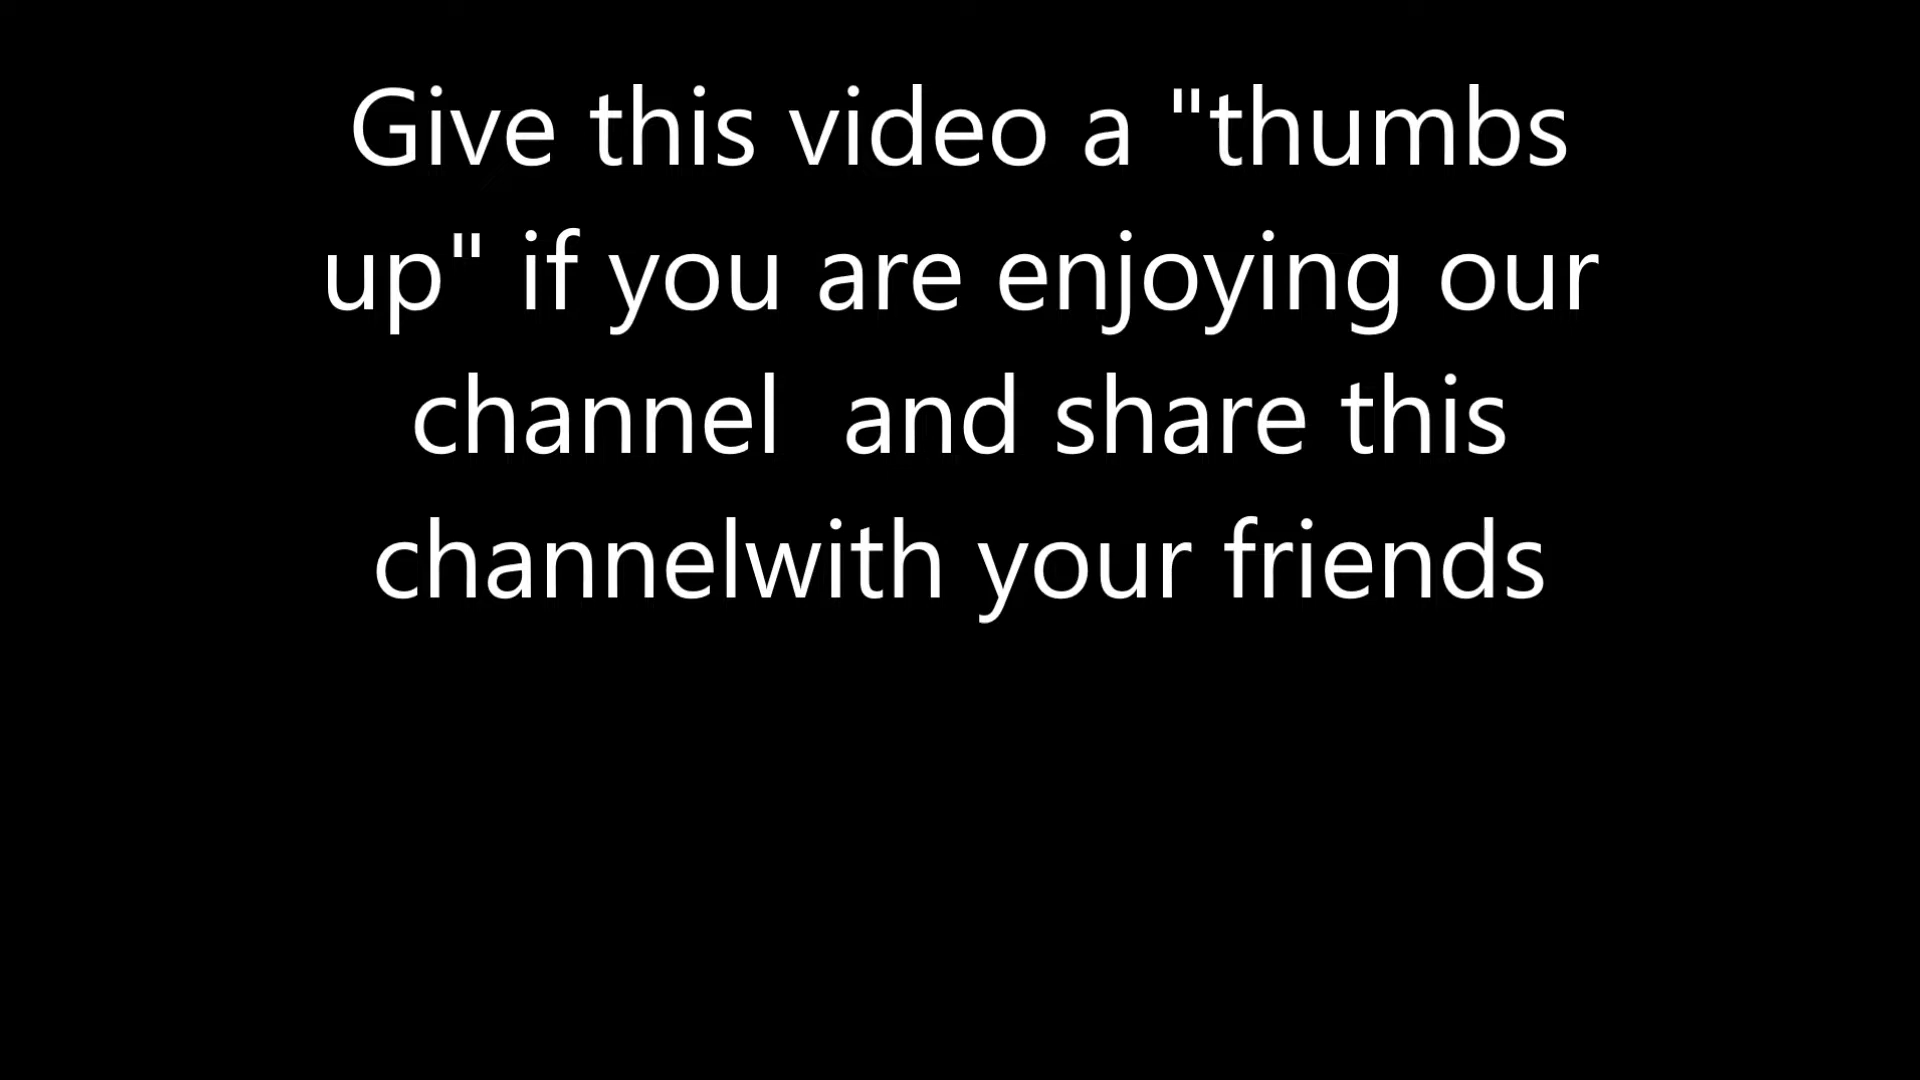 Give this video a "thumbs
up" if you are enjoying our
channel  and share this
channelwith your friends